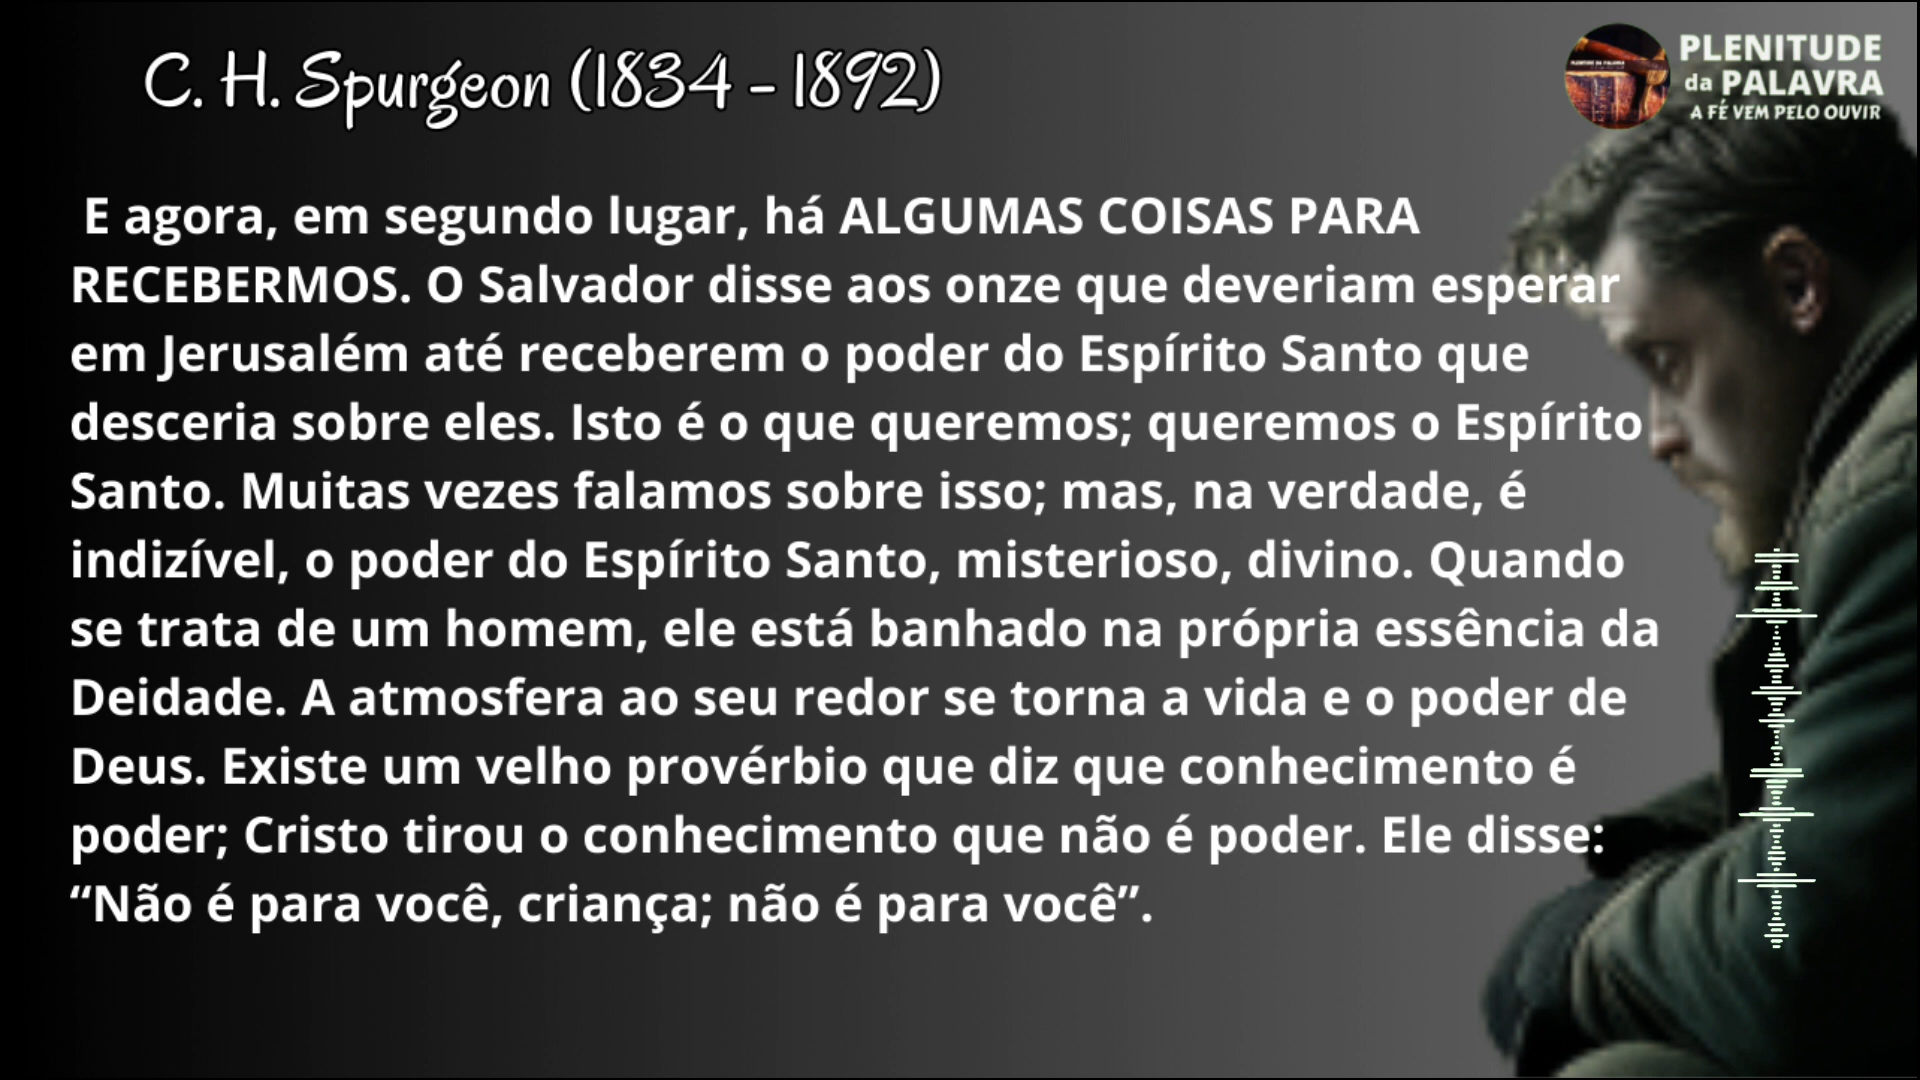 C. H. Spurgeon (1834 - 1892)
PLENITUDE
da PALAVRA
A FÉ VEM PELO OUVIR
E agora, em segundo lugar, há ALGUMAS COISAS PARA
RECEBERMOS. O Salvador disse aos onze que deveriam esperar
em Jerusalém até receberem o poder do Espírito Santo que
desceria sobre eles. Isto é o que queremos; queremos o Espírito
Santo. Muitas vezes falamos sobre isso; mas, na verdade, é
indizível, o poder do Espírito Santo, misterioso, divino. Quando
se trata de um homem, ele está banhado na própria essência da
Deidade. A atmosfera ao seu redor se torna a vida e o poder de
Deus. Existe um velho provérbio que diz que conhecimento é
poder; Cristo tirou o conhecimento que não é poder. Ele disse:
“Não é para você, criança; não é para você”.